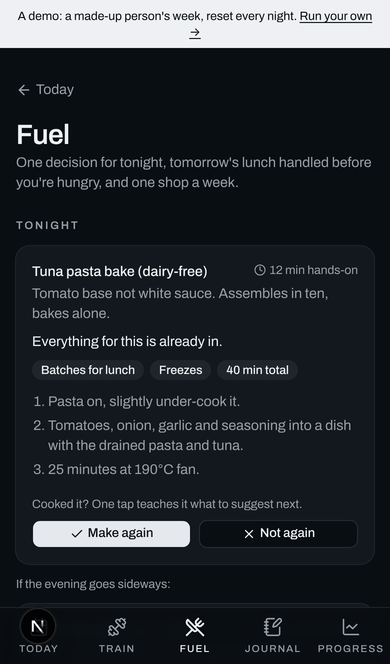 A demo: a made-up person's week, reset every night. Run your own
→
← Today
Fuel
One decision for tonight, tomorrow's lunch handled before
you're hungry, and one shop a week.
TONIGHT
Tuna pasta bake (dairy-free)
12 min hands-on
Tomato base not white sauce. Assembles in ten,
bakes alone.
Everything for this is already in.
Batches for lunch
Freezes
40 min total
1. Pasta on, slightly under-cook it.
2. Tomatoes, onion, garlic and seasoning into a dish
with the drained pasta and tuna.
3. 25 minutes at 190°C fan.
Cooked it? One tap teaches it what to suggest next.
Make again
Not again
If the evening goes sideways:
N
TODAY
TRAIN
FUEL
JOURNAL
PROGRESS